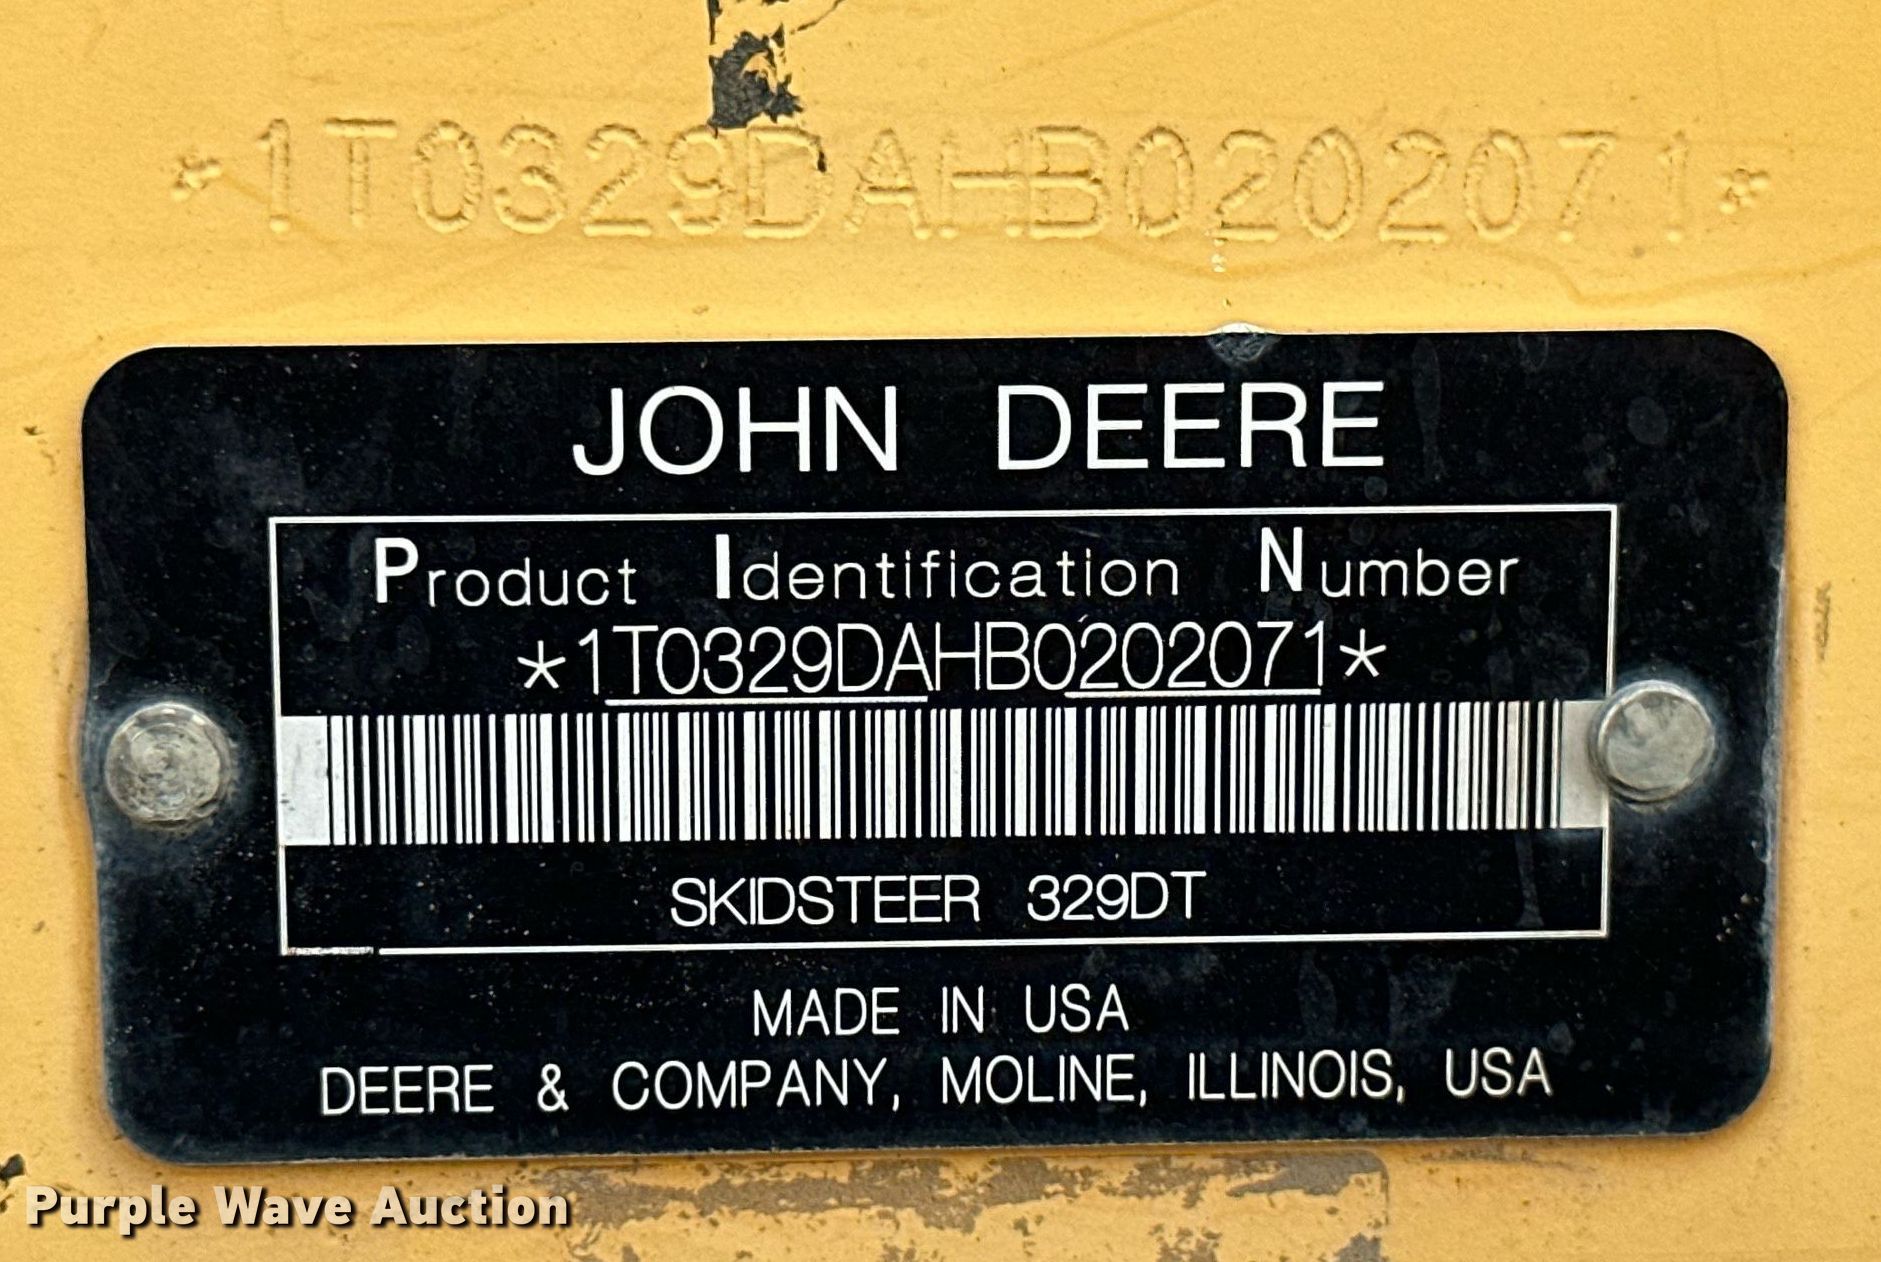 *1T0329DAHB0202071*
JOHN DEERE
Product Identification Number
*1T0329DAHB0202071*
SKIDSTEER 329DT
MADE IN USA
DEERE & COMPANY, MOLINE, ILLINOIS, USA
Purple Wave Auction